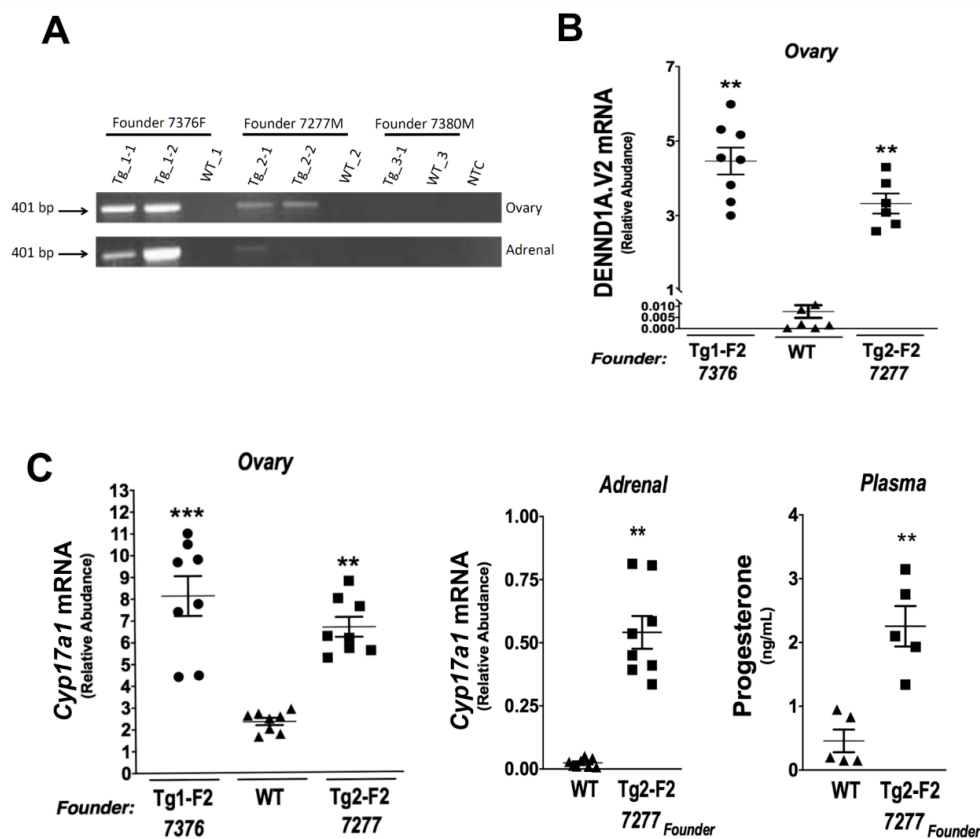 A
Founder 7376F Founder 7277M Founder 7380M
Tg_1-1 Tg_1-2 WT_1 Tg_2-1 Tg_2-2 WT_2 Tg_3-1 WT_3 NTC
401 bp Ovary
401 bp Adrenal
B
Ovary
DENND1A.V2 mRNA
(Relative Abudance)
7
**
5
**
3
1
0.010
0.005
0.000
Founder: Tg1-F2 WT Tg2-F2
7376 7277
C
Ovary
Cyp17a1 mRNA
(Relative Abudance)
13
12
***
11
10
**
9
8
7
6
5
4
3
2
1
0
Founder: Tg1-F2 WT Tg2-F2
7376 7277
Adrenal
Cyp17a1 mRNA
(Relative Abudance)
1.00
**
0.75
0.50
0.25
0.00
WT Tg2-F2
7277 Founder
Plasma
Progesterone
(ng/mL)
4
**
3
2
1
0
WT Tg2-F2
7277 Founder